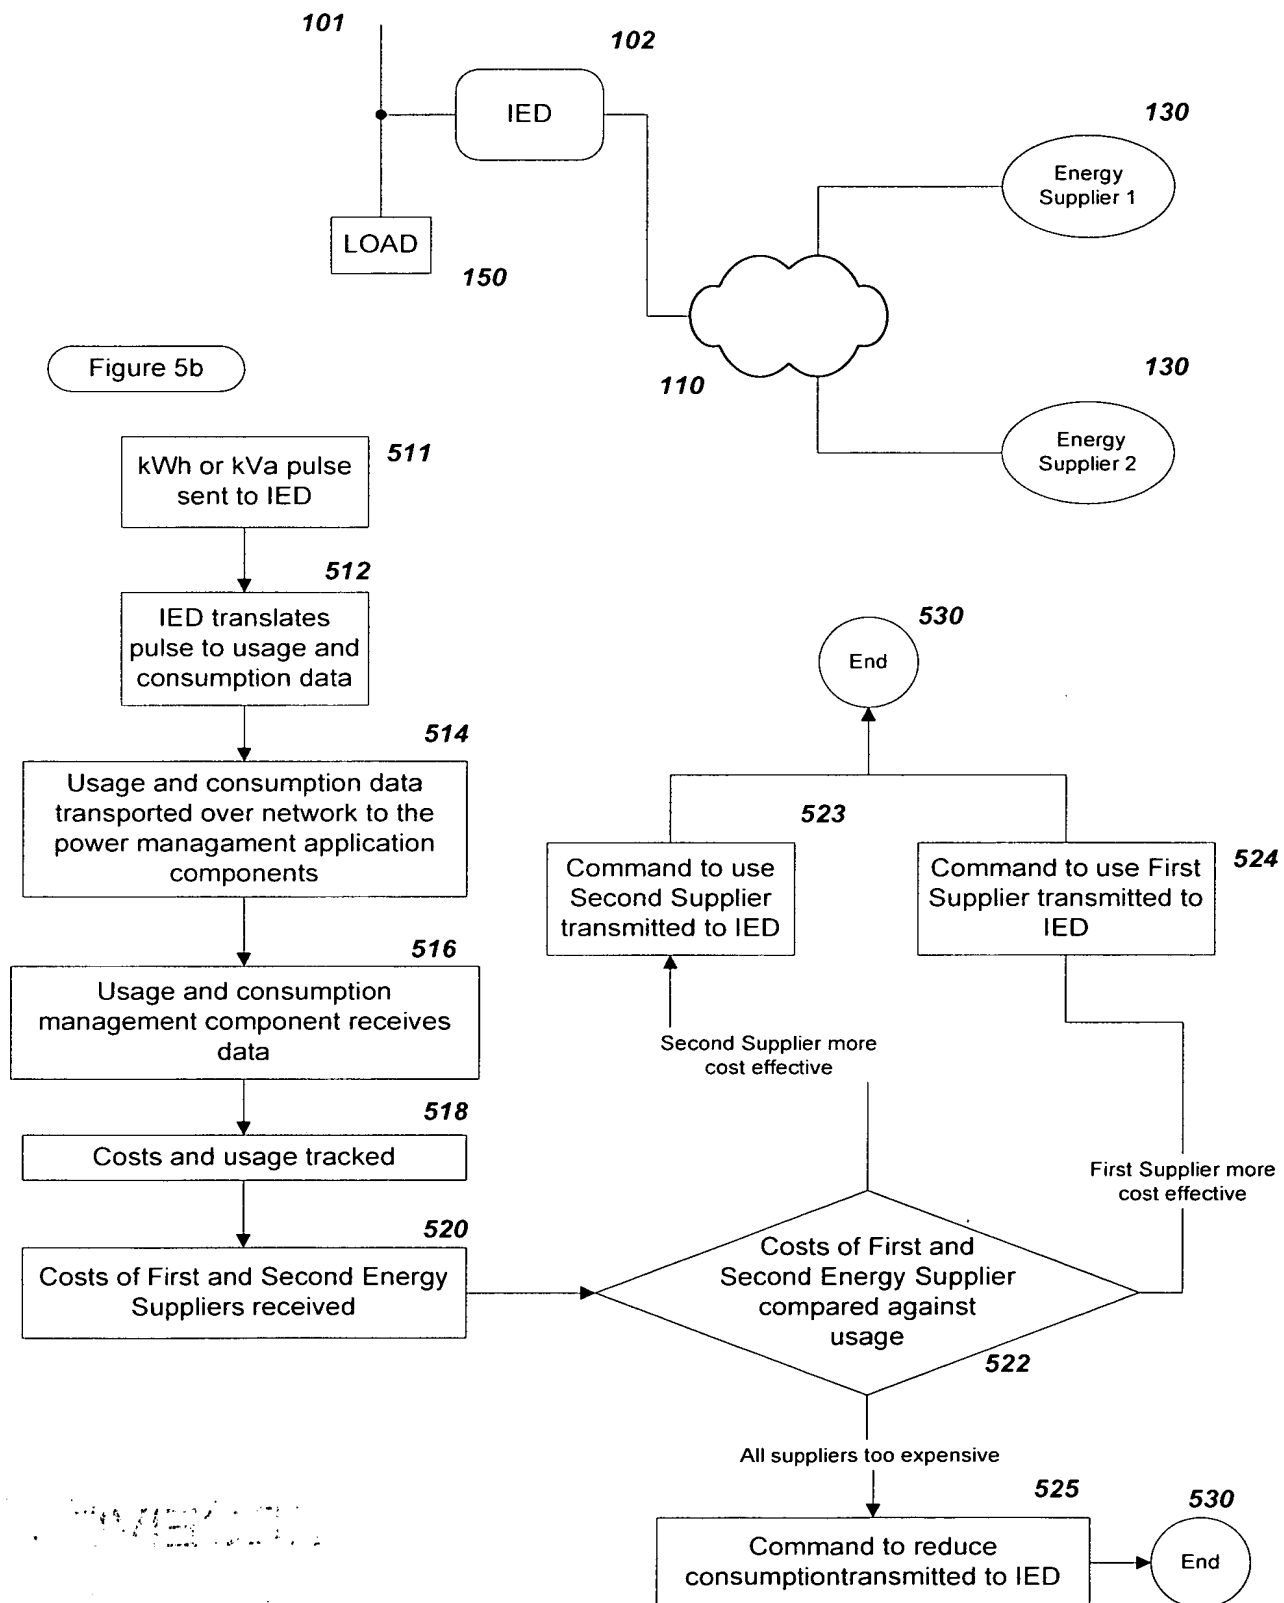 101
102
IED
130
Energy
Supplier 1
LOAD
150
Figure 5b
110
130
Energy
Supplier 2
511
kWh or kVa pulse
sent to IED
512
IED translates
pulse to usage and
consumption data
514
Usage and consumption data
transported over network to the
power managament application
components
516
Usage and consumption
management component receives
data
518
Costs and usage tracked
520
Costs of First and Second Energy
Suppliers received
530
End
523
Command to use
Second Supplier
transmitted to IED
524
Command to use First
Supplier transmitted to
IED
Second Supplier more
cost effective
First Supplier more
cost effective
Costs of First and
Second Energy Supplier
compared against
usage
522
All suppliers too expensive
525
Command to reduce
consumptiontransmitted to IED
530
End